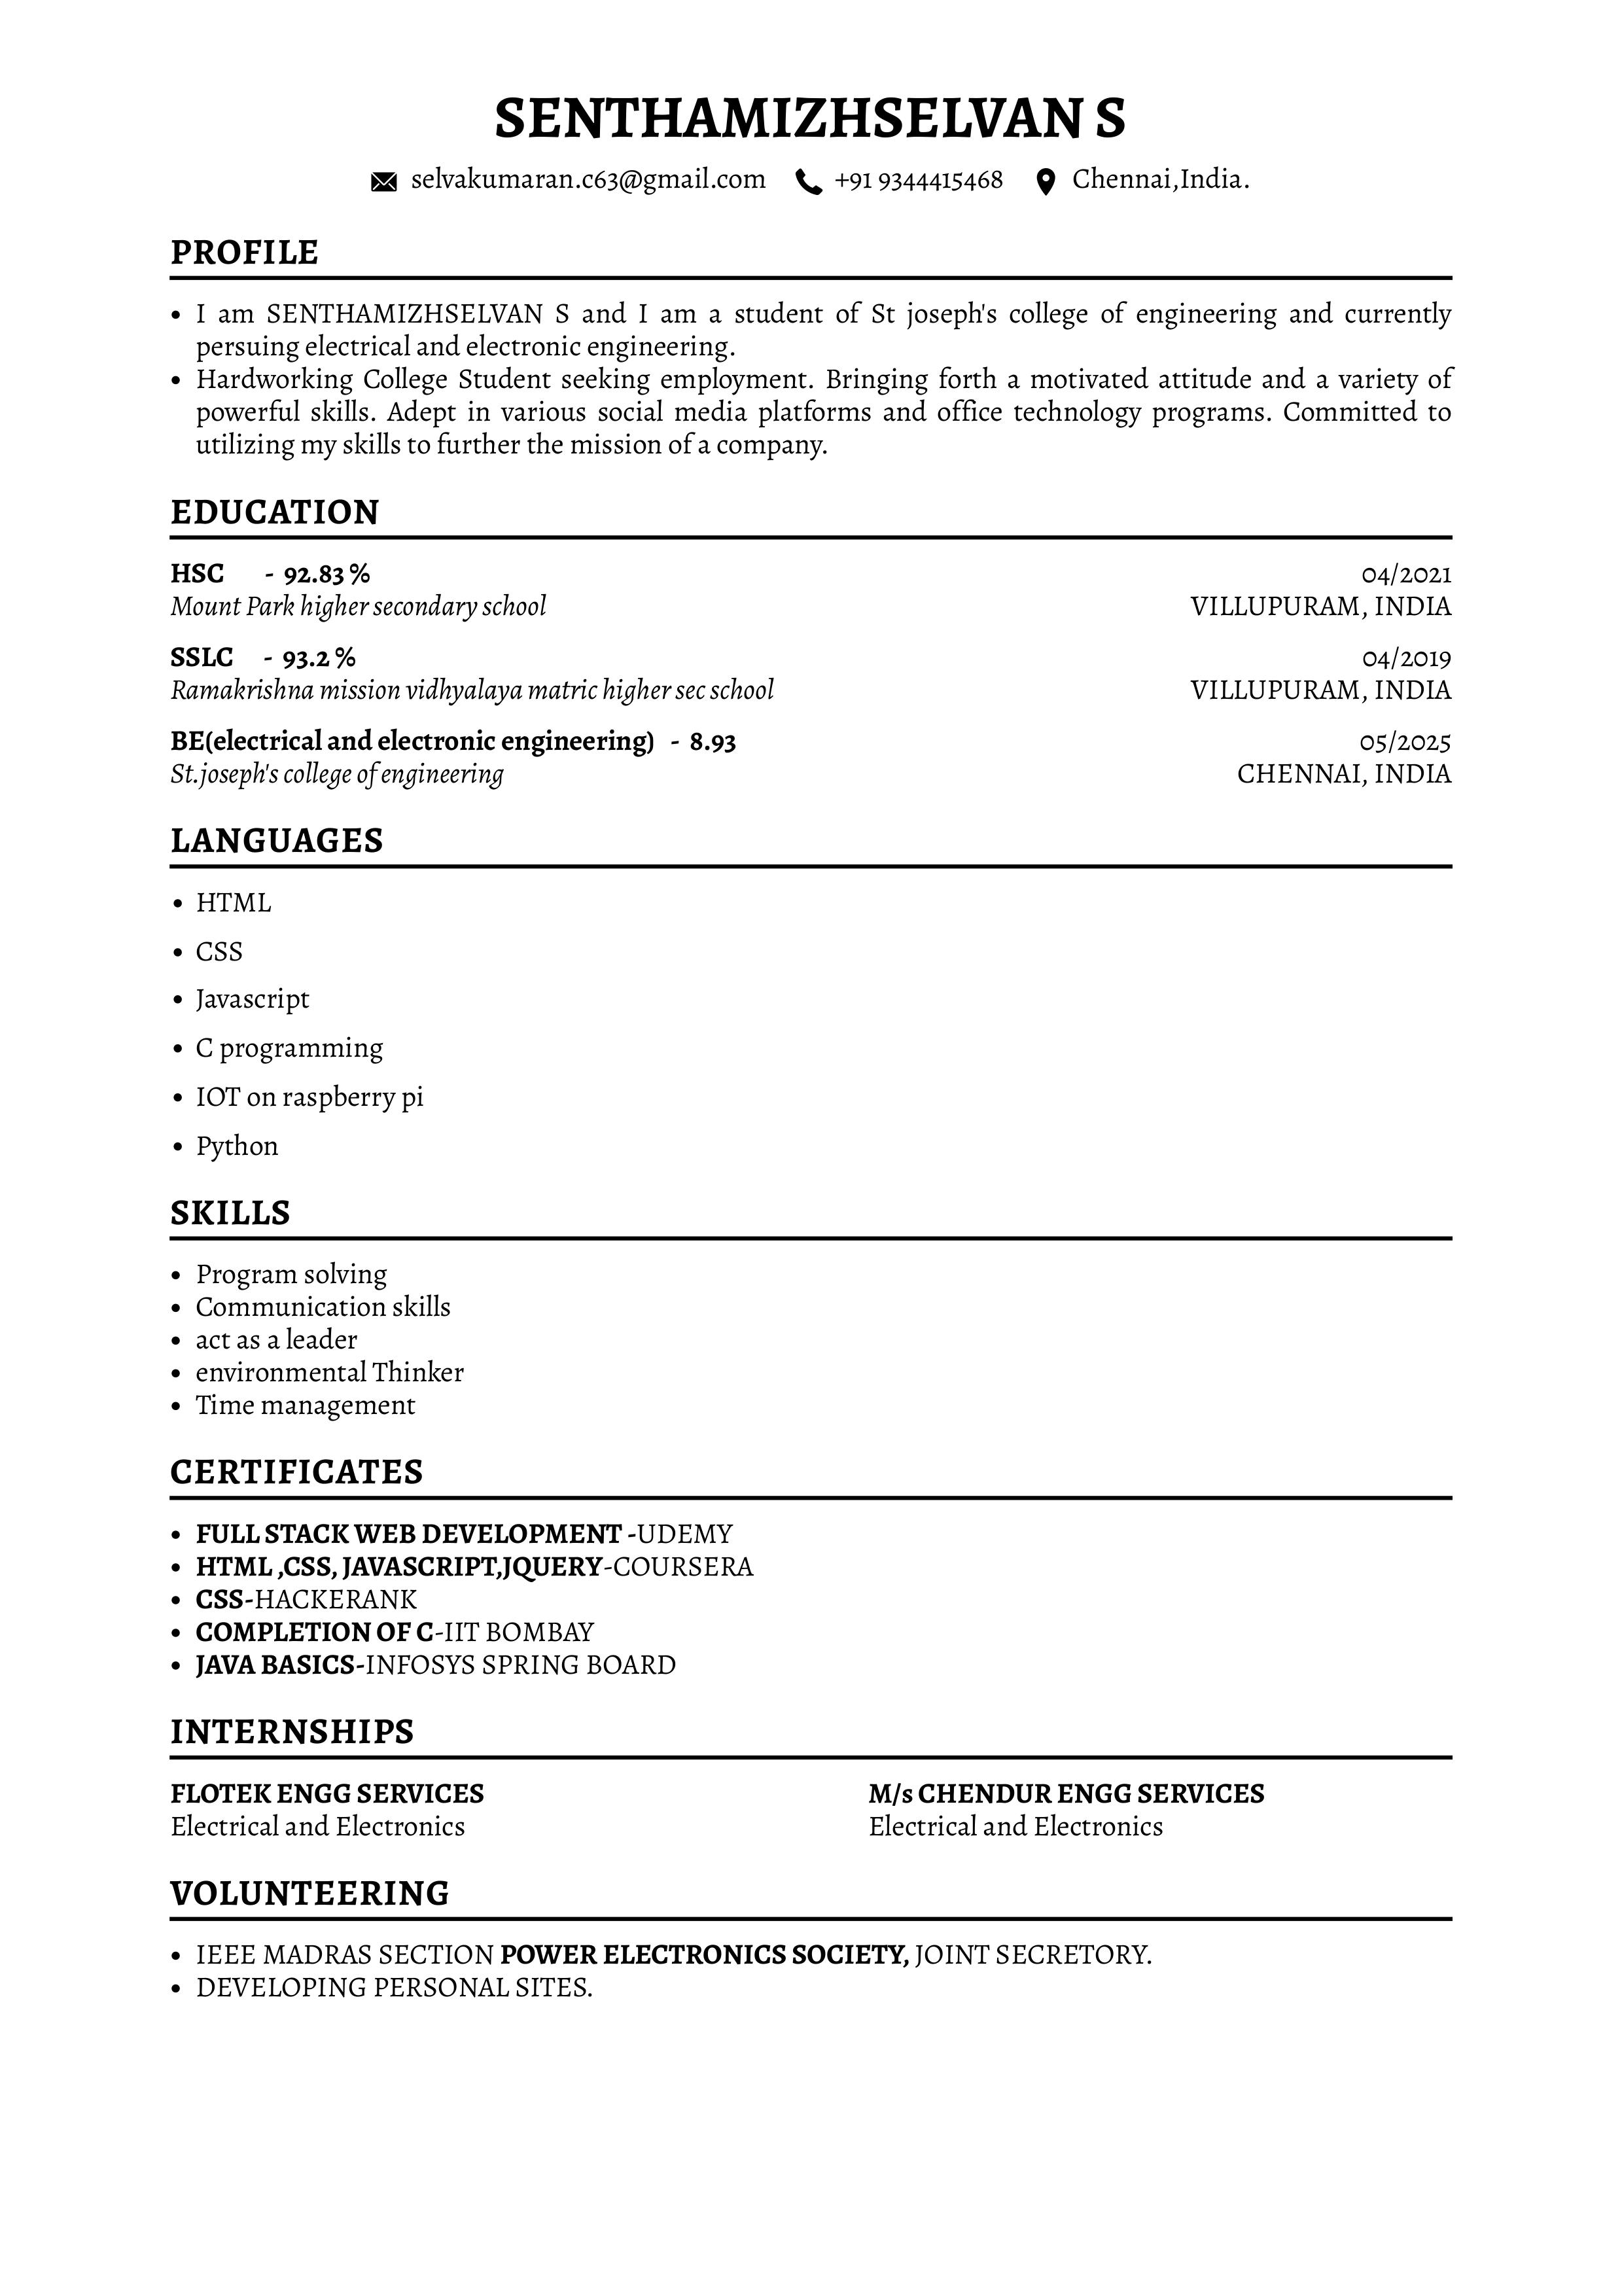 SENTHAMIZHSELVAN S
selvakumaran.c63@gmail.com +91 9344415468 Chennai,India.
PROFILE
• I am SENTHAMIZHSELVAN S and I am a student of St joseph's college of engineering and currently
persuing electrical and electronic engineering.
• Hardworking College Student seeking employment. Bringing forth a motivated attitude and a variety of
powerful skills. Adept in various social media platforms and office technology programs. Committed to
utilizing my skills to further the mission of a company.
EDUCATION
HSC - 92.83 % 04/2021
Mount Park higher secondary school VILLUPURAM, INDIA
SSLC - 93.2 % 04/2019
Ramakrishna mission vidhyalaya matric higher sec school VILLUPURAM, INDIA
BE(electrical and electronic engineering) - 8.93 05/2025
St.joseph's college of engineering CHENNAI, INDIA
LANGUAGES
• HTML
• CSS
• Javascript
• C programming
• IOT on raspberry pi
• Python
SKILLS
• Program solving
• Communication skills
• act as a leader
• environmental Thinker
• Time management
CERTIFICATES
• FULL STACK WEB DEVELOPMENT -UDEMY
• HTML ,CSS, JAVASCRIPT,JQUERY-COURSERA
• CSS-HACKERANK
• COMPLETION OF C-IIT BOMBAY
• JAVA BASICS-INFOSYS SPRING BOARD
INTERNSHIPS
FLOTEK ENGG SERVICES M/s CHENDUR ENGG SERVICES
Electrical and Electronics Electrical and Electronics
VOLUNTEERING
• IEEE MADRAS SECTION POWER ELECTRONICS SOCIETY, JOINT SECRETORY.
• DEVELOPING PERSONAL SITES.